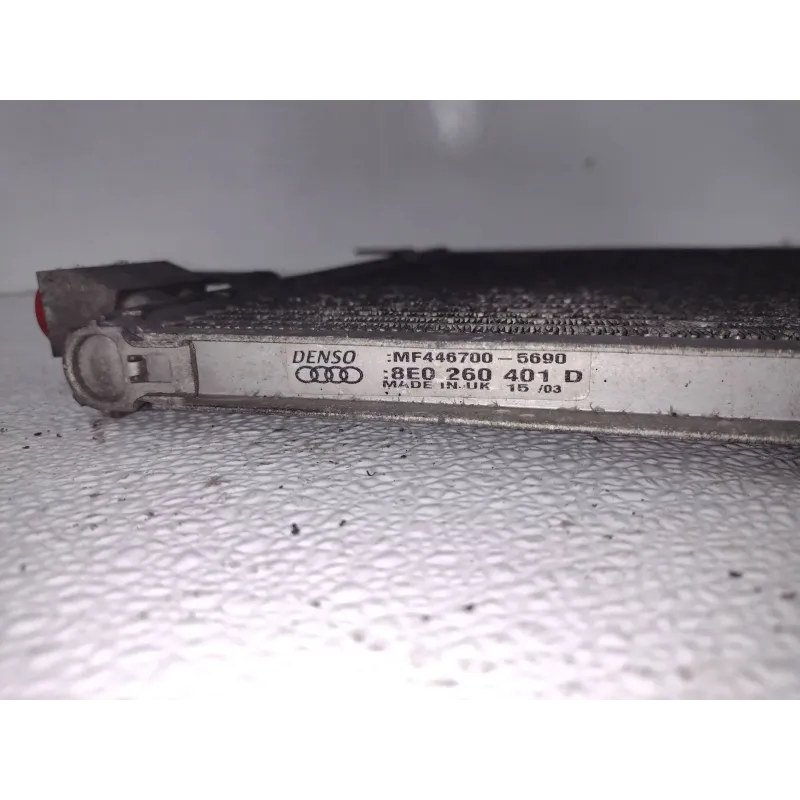 DENSO :MF446700-5690
:8E0 260 401 D
MADE IN UK 15 /03